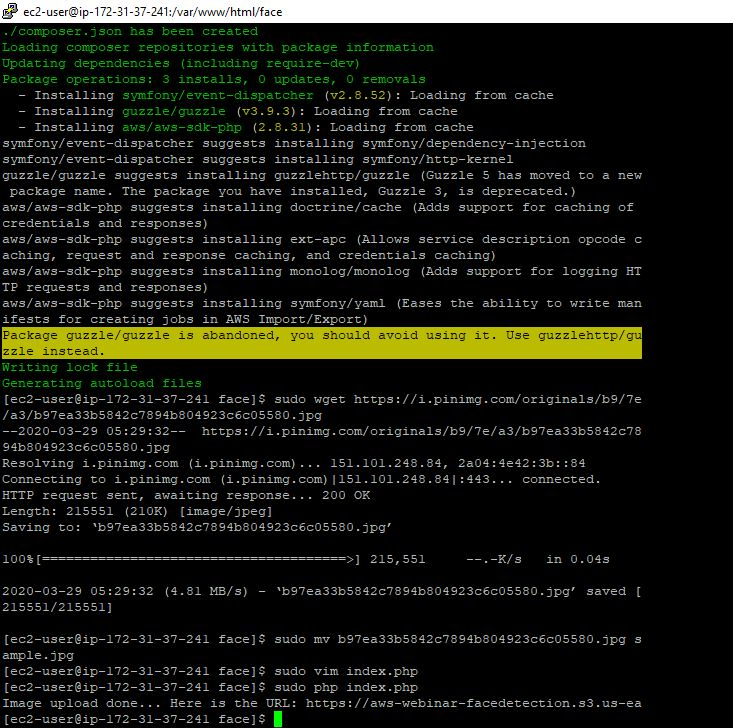 ec2-user@ip-172-31-37-241:/var/www/html/face
./composer.json has been created
Loading composer repositories with package information
Updating dependencies (including require-dev)
Package operations: 3 installs, 0 updates, 0 removals
  - Installing symfony/event-dispatcher (v2.8.52): Loading from cache
  - Installing guzzle/guzzle (v3.9.3): Loading from cache
  - Installing aws/aws-sdk-php (2.8.31): Loading from cache
symfony/event-dispatcher suggests installing symfony/dependency-injection
symfony/event-dispatcher suggests installing symfony/http-kernel
guzzle/guzzle suggests installing guzzlehttp/guzzle (Guzzle 5 has moved to a new
 package name. The package you have installed, Guzzle 3, is deprecated.)
aws/aws-sdk-php suggests installing doctrine/cache (Adds support for caching of
credentials and responses)
aws/aws-sdk-php suggests installing ext-apc (Allows service description opcode c
aching, request and response caching, and credentials caching)
aws/aws-sdk-php suggests installing monolog/monolog (Adds support for logging HT
TP requests and responses)
aws/aws-sdk-php suggests installing symfony/yaml (Eases the ability to write man
ifests for creating jobs in AWS Import/Export)
Package guzzle/guzzle is abandoned, you should avoid using it. Use guzzlehttp/gu
zzle instead.
Writing lock file
Generating autoload files
[ec2-user@ip-172-31-37-241 face]$ sudo wget https://i.pinimg.com/originals/b9/7e
/a3/b97ea33b5842c7894b804923c6c05580.jpg
--2020-03-29 05:29:32--  https://i.pinimg.com/originals/b9/7e/a3/b97ea33b5842c78
94b804923c6c05580.jpg
Resolving i.pinimg.com (i.pinimg.com)... 151.101.248.84, 2a04:4e42:3b::84
Connecting to i.pinimg.com (i.pinimg.com)|151.101.248.84|:443... connected.
HTTP request sent, awaiting response... 200 OK
Length: 215551 (210K) [image/jpeg]
Saving to: ‘b97ea33b5842c7894b804923c6c05580.jpg’
100%[======================================>] 215,551     --.-K/s   in 0.04s
2020-03-29 05:29:32 (4.81 MB/s) - ‘b97ea33b5842c7894b804923c6c05580.jpg’ saved [
215551/215551]
[ec2-user@ip-172-31-37-241 face]$ sudo mv b97ea33b5842c7894b804923c6c05580.jpg s
ample.jpg
[ec2-user@ip-172-31-37-241 face]$ sudo vim index.php
[ec2-user@ip-172-31-37-241 face]$ sudo php index.php
Image upload done... Here is the URL: https://aws-webinar-facedetection.s3.us-ea
[ec2-user@ip-172-31-37-241 face]$